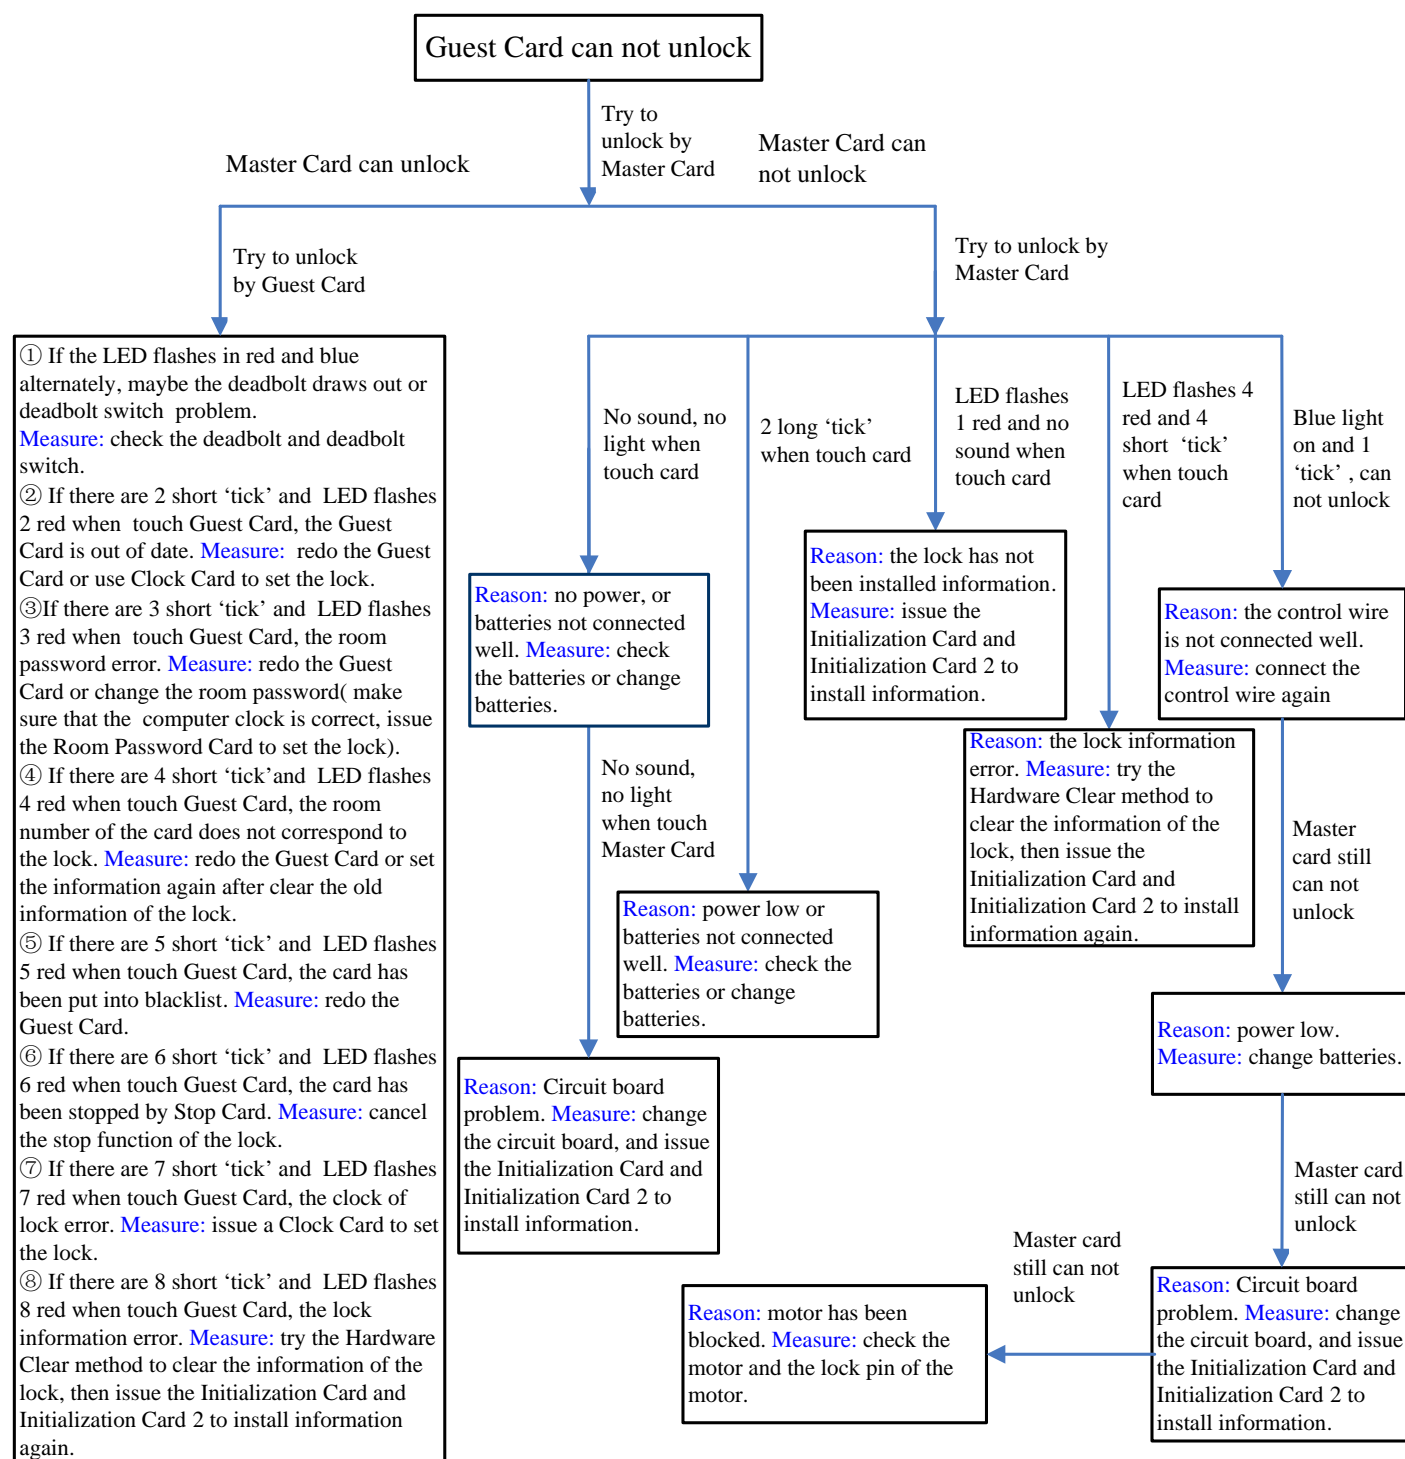 Guest Card can not unlock
Try to
unlock by
Master Card
Master Card can unlock
Master Card can
not unlock
Try to unlock
by Guest Card
Try to unlock by
Master Card
① If the LED flashes in red and blue
alternately, maybe the deadbolt draws out or
deadbolt switch problem.
Measure: check the deadbolt and deadbolt
switch.
② If there are 2 short ‘tick’ and LED flashes
2 red when touch Guest Card, the Guest
Card is out of date. Measure: redo the Guest
Card or use Clock Card to set the lock.
③If there are 3 short ‘tick’ and LED flashes
3 red when touch Guest Card, the room
password error. Measure: redo the Guest
Card or change the room password( make
sure that the computer clock is correct, issue
the Room Password Card to set the lock).
④ If there are 4 short ‘tick’and LED flashes
4 red when touch Guest Card, the room
number of the card does not correspond to
the lock. Measure: redo the Guest Card or set
the information again after clear the old
information of the lock.
⑤ If there are 5 short ‘tick’ and LED flashes
5 red when touch Guest Card, the card has
been put into blacklist. Measure: redo the
Guest Card.
⑥ If there are 6 short ‘tick’ and LED flashes
6 red when touch Guest Card, the card has
been stopped by Stop Card. Measure: cancel
the stop function of the lock.
⑦ If there are 7 short ‘tick’ and LED flashes
7 red when touch Guest Card, the clock of
lock error. Measure: issue a Clock Card to set
the lock.
⑧ If there are 8 short ‘tick’ and LED flashes
8 red when touch Guest Card, the lock
information error. Measure: try the Hardware
Clear method to clear the information of the
lock, then issue the Initialization Card and
Initialization Card 2 to install information
again.
No sound, no
light when
touch card
2 long ‘tick’
when touch card
LED flashes
1 red and no
sound when
touch card
LED flashes 4
red and 4
short ‘tick’
when touch
card
Blue light
on and 1
‘tick’ , can
not unlock
Reason: no power, or
batteries not connected
well. Measure: check
the batteries or change
batteries.
Reason: the lock has not
been installed information.
Measure: issue the
Initialization Card and
Initialization Card 2 to
install information.
Reason: the control wire
is not connected well.
Measure: connect the
control wire again
Reason: the lock information
error. Measure: try the
Hardware Clear method to
clear the information of the
lock, then issue the
Initialization Card and
Initialization Card 2 to install
information again.
No sound,
no light
when touch
Master Card
Master
card still
can not
unlock
Reason: power low or
batteries not connected
well. Measure: check the
batteries or change
batteries.
Reason: power low.
Measure: change batteries.
Reason: Circuit board
problem. Measure: change
the circuit board, and issue
the Initialization Card and
Initialization Card 2 to
install information.
Master card
still can not
unlock
Master card
still can not
unlock
Reason: Circuit board
problem. Measure: change
the circuit board, and issue
the Initialization Card and
Initialization Card 2 to
install information.
Reason: motor has been
blocked. Measure: check the
motor and the lock pin of the
motor.